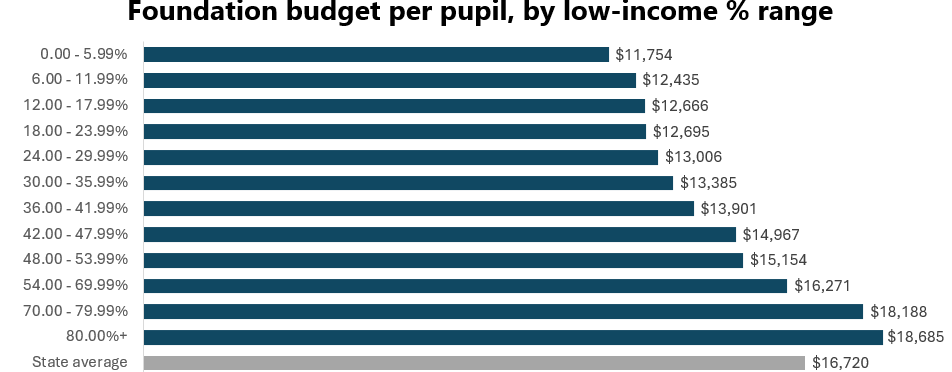 Foundation budget per pupil, by low-income % range
0.00 - 5.99% $11,754
6.00 - 11.99% $12,435
12.00 - 17.99% $12,666
18.00 - 23.99% $12,695
24.00 - 29.99% $13,006
30.00 - 35.99% $13,385
36.00 - 41.99% $13,901
42.00 - 47.99% $14,967
48.00 - 53.99% $15,154
54.00 - 69.99% $16,271
70.00 - 79.99% $18,188
80.00%+ $18,685
State average $16,720